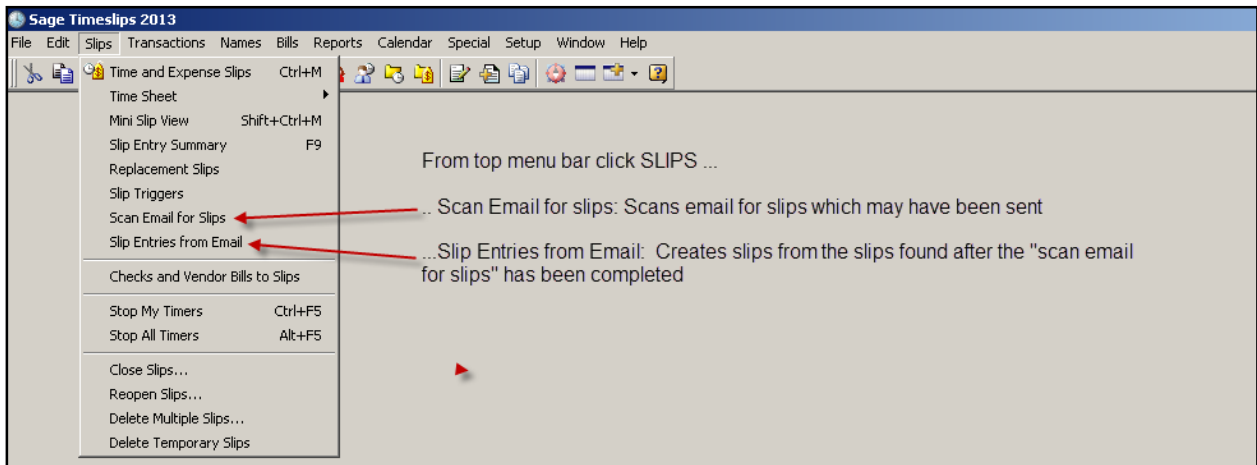 Sage Timeslips 2013
File Edit Slips Transactions Names Bills Reports Calendar Special Setup Window Help
Time and Expense Slips Ctrl+M
Time Sheet
Mini Slip View Shift+Ctrl+M
Slip Entry Summary F9
Replacement Slips
Slip Triggers
Scan Email for Slips
Slip Entries from Email
Checks and Vendor Bills to Slips
Stop My Timers Ctrl+F5
Stop All Timers Alt+F5
Close Slips...
Reopen Slips...
Delete Multiple Slips...
Delete Temporary Slips
From top menu bar click SLIPS ...
.. Scan Email for slips: Scans email for slips which may have been sent
...Slip Entries from Email: Creates slips from the slips found after the "scan email
for slips" has been completed